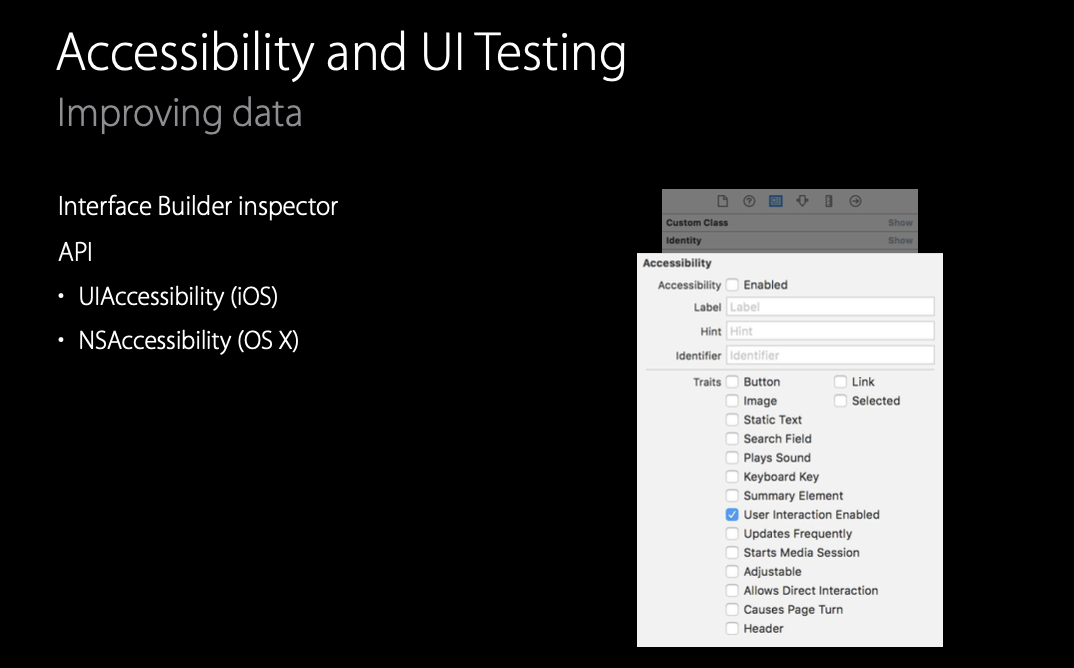 Accessibility and UI Testing
Improving data
Interface Builder inspector
API
• UIAccessibility (iOS)
• NSAccessibility (OS X)
Custom Class Show
Identity Show
Accessibility
Accessibility Enabled
Label Label
Hint Hint
Identifier Identifier
Traits Button Link
Image Selected
Static Text
Search Field
Plays Sound
Keyboard Key
Summary Element
User Interaction Enabled
Updates Frequently
Starts Media Session
Adjustable
Allows Direct Interaction
Causes Page Turn
Header